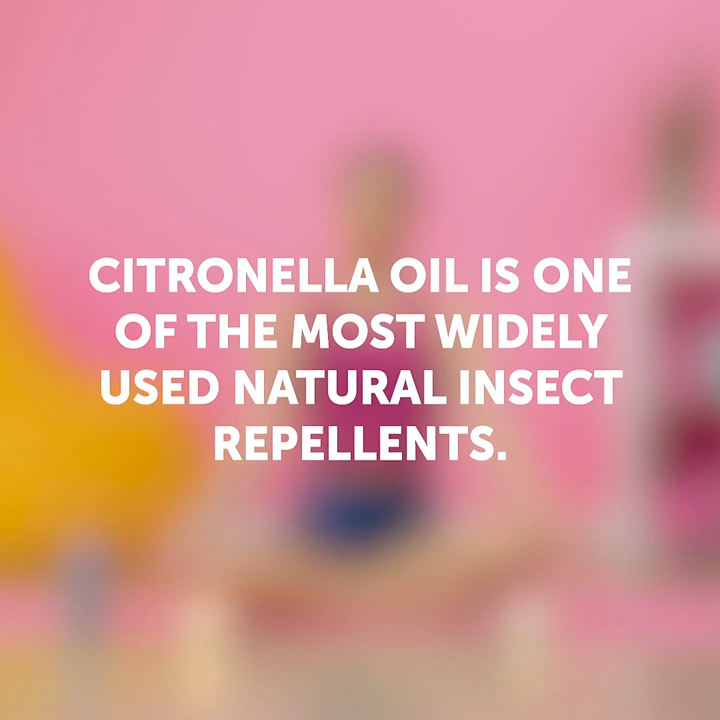 CITRONELLA OIL IS ONE
OF THE MOST WIDELY
USED NATURAL INSECT
REPELLENTS.